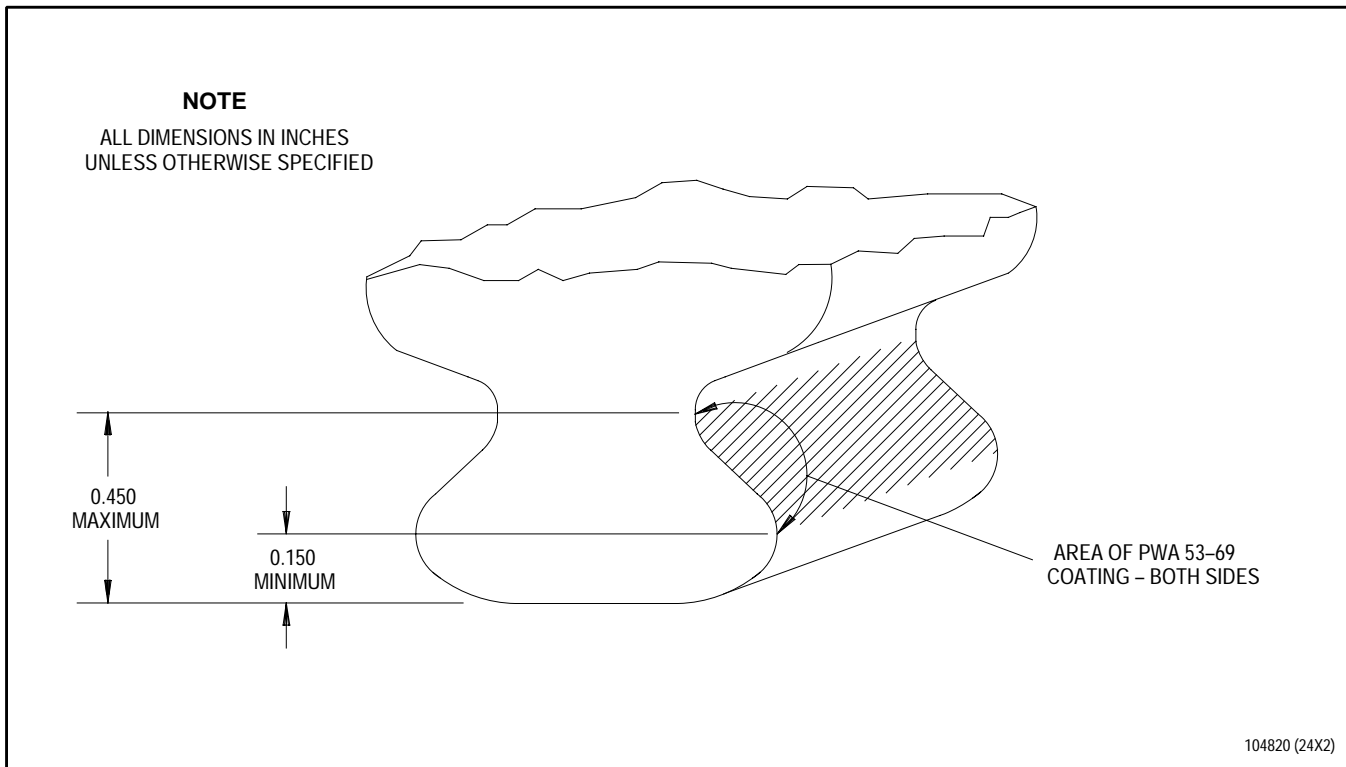 NOTE
ALL DIMENSIONS IN INCHES
UNLESS OTHERWISE SPECIFIED
0.450
MAXIMUM
0.150
MINIMUM
AREA OF PWA 53–69
COATING – BOTH SIDES
104820 (24X2)